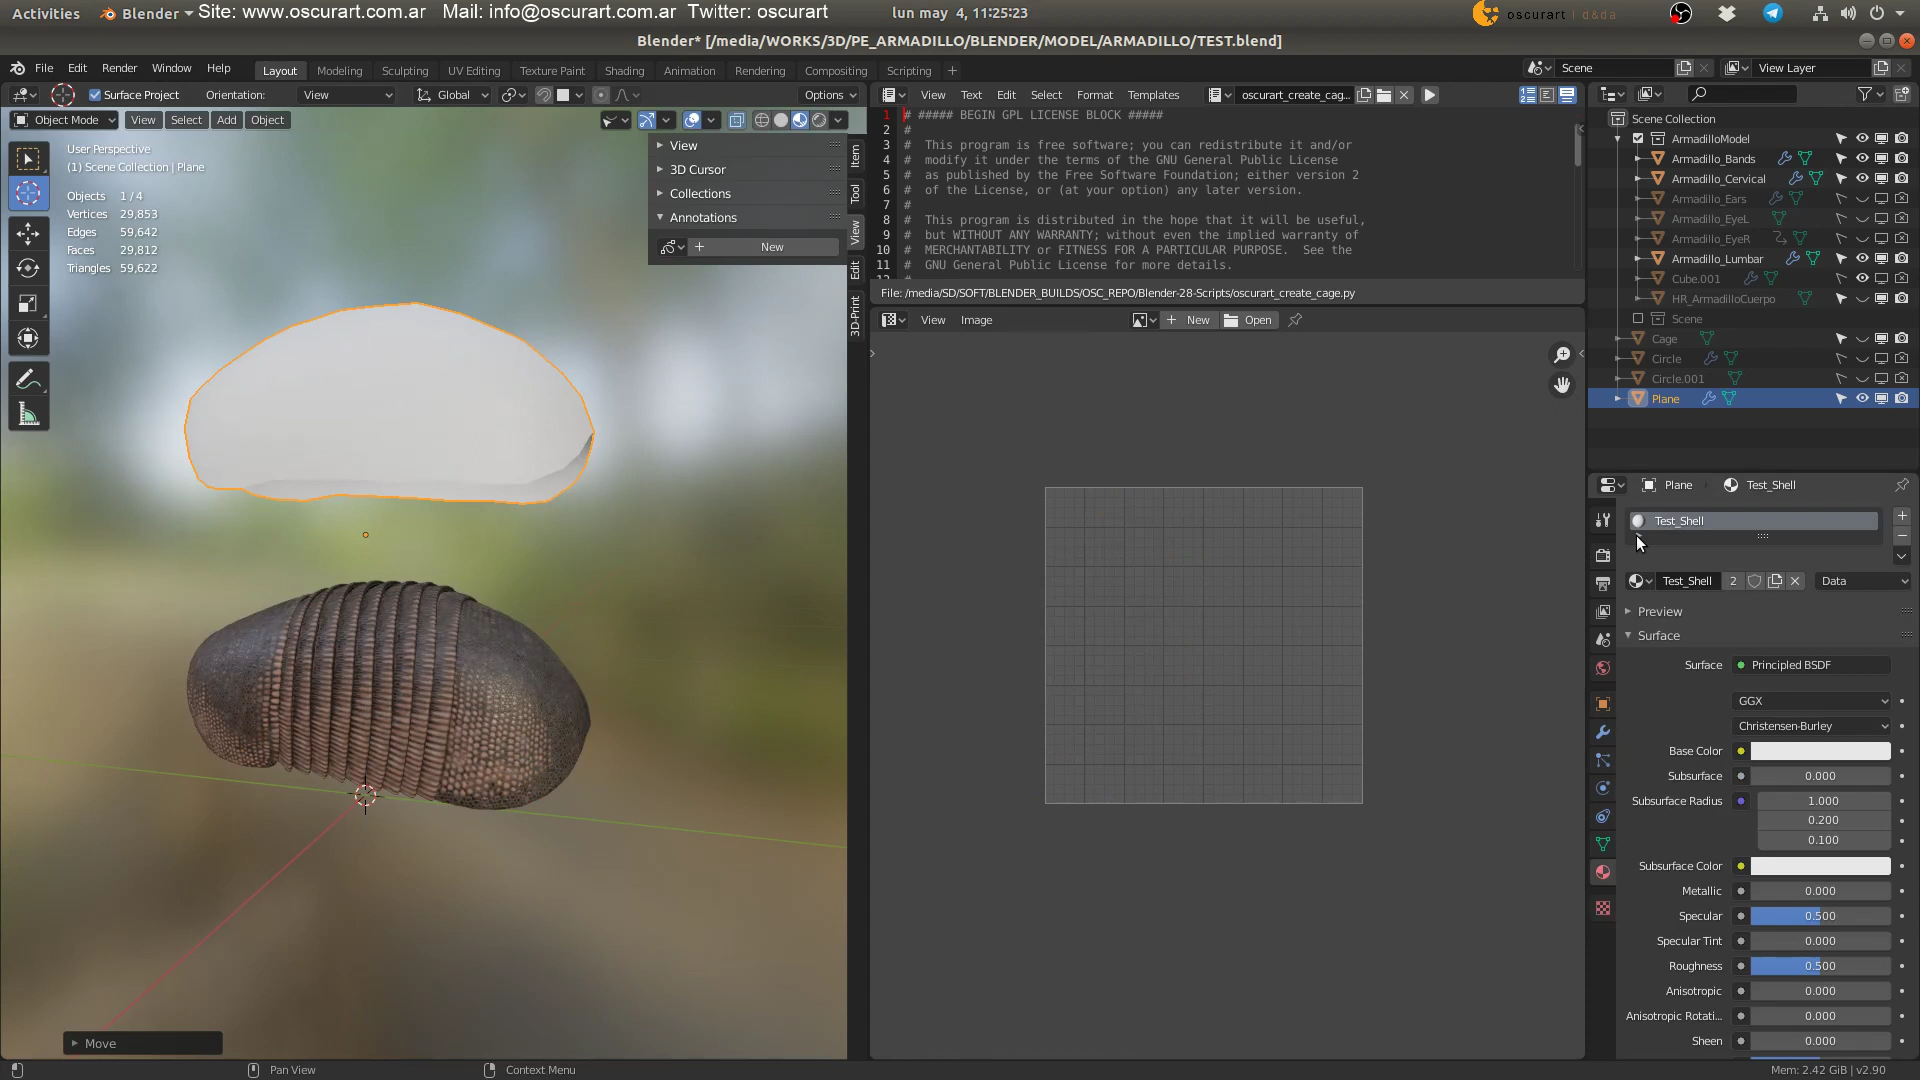 Activities Blender Site: www.oscurart.com.ar Mail: info@oscurart.com.ar Twitter: oscurart lun may 4, 11:25:23 oscurart | d&da
Blender* [/media/WORKS/3D/PE_ARMADILLO/BLENDER/MODEL/ARMADILLO/TEST.blend]
File Edit Render Window Help Layout Modeling Sculpting UV Editing Texture Paint Shading Animation Rendering Compositing Scripting + Scene View Layer
Surface Project Orientation: View Global Options
View Text Edit Select Format Templates oscurart_create_cag...
Object Mode View Select Add Object
User Perspective
(1) Scene Collection | Plane
Objects 1 / 4
Vertices 29,853
Edges 59,642
Faces 29,812
Triangles 59,622
View
3D Cursor
Collections
Annotations
New
Item
Tool
View
Edit
3D-Print
Move
1 # ##### BEGIN GPL LICENSE BLOCK #####
2 #
3 # This program is free software; you can redistribute it and/or
4 # modify it under the terms of the GNU General Public License
5 # as published by the Free Software Foundation; either version 2
6 # of the License, or (at your option) any later version.
7 #
8 # This program is distributed in the hope that it will be useful,
9 # but WITHOUT ANY WARRANTY; without even the implied warranty of
10 # MERCHANTABILITY or FITNESS FOR A PARTICULAR PURPOSE. See the
11 # GNU General Public License for more details.
File: /media/SD/SOFT/BLENDER_BUILDS/OSC_REPO/Blender-28-Scripts/oscurart_create_cage.py
View Image New Open
Scene Collection
ArmadilloModel
Armadillo_Bands
Armadillo_Cervical
Armadillo_Ears
Armadillo_EyeL
Armadillo_EyeR
Armadillo_Lumbar
Cube.001
HR_ArmadilloCuerpo
Scene
Cage
Circle
Circle.001
Plane
Plane Test_Shell
Test_Shell
Test_Shell 2 Data
Preview
Surface
Surface Principled BSDF
GGX
Christensen-Burley
Base Color
Subsurface 0.000
Subsurface Radius 1.000
0.200
0.100
Subsurface Color
Metallic 0.000
Specular 0.500
Specular Tint 0.000
Roughness 0.500
Anisotropic 0.000
Anisotropic Rotati... 0.000
Sheen 0.000
Pan View Context Menu Mem: 2.42 GiB | v2.90